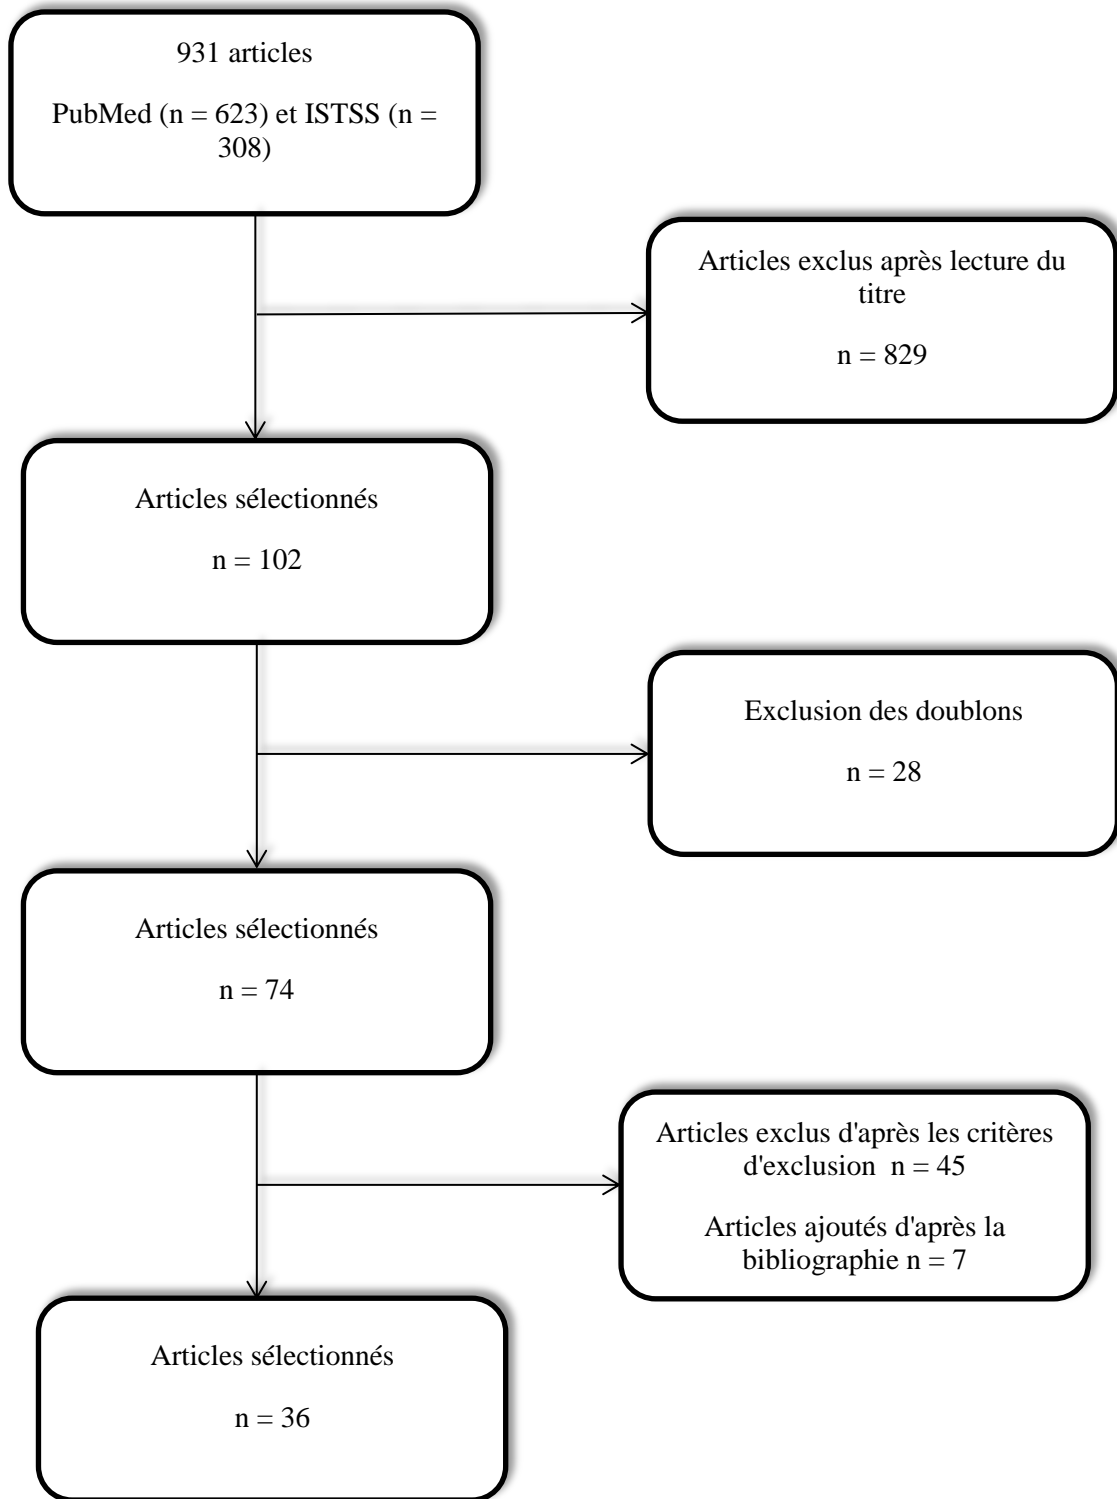 931 articles
PubMed (n = 623) et ISTSS (n =
308)
Articles exclus après lecture du
titre
n = 829
Articles sélectionnés
n = 102
Exclusion des doublons
n = 28
Articles sélectionnés
n = 74
Articles exclus d'après les critères
d'exclusion  n = 45
Articles ajoutés d'après la
bibliographie n = 7
Articles sélectionnés
n = 36